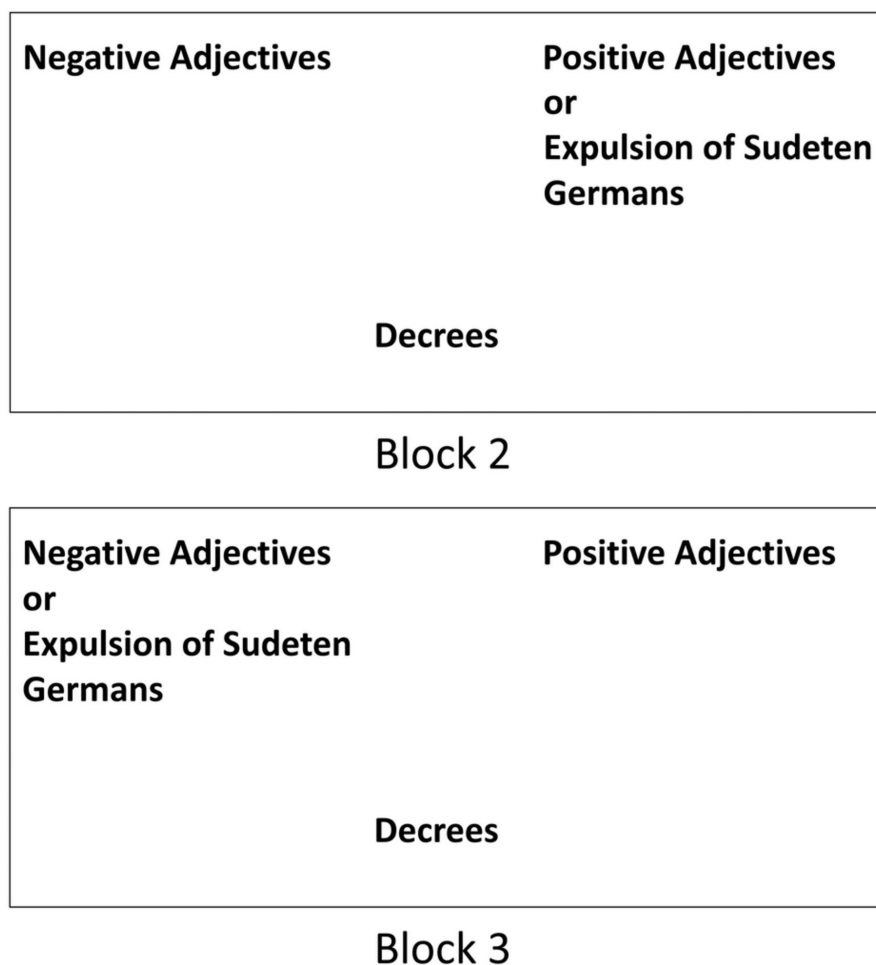 Negative Adjectives
Positive Adjectives
or
Expulsion of Sudeten
Germans
Decrees
Block 2
Negative Adjectives
or
Expulsion of Sudeten
Germans
Positive Adjectives
Decrees
Block 3